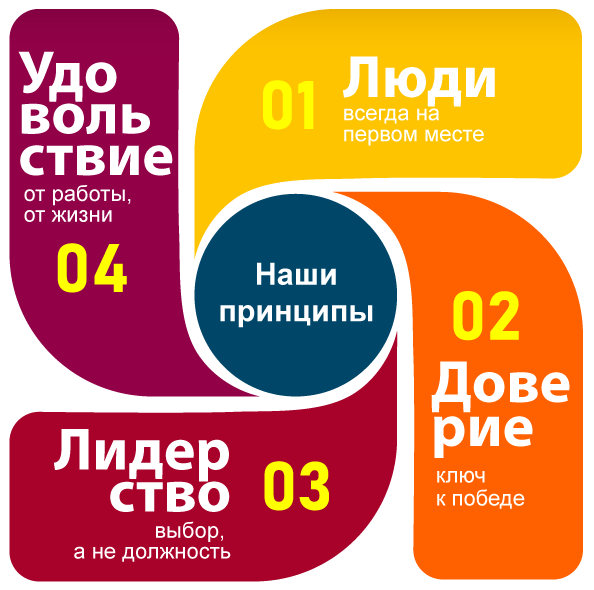 Наши
принципы
01
Люди
всегда на
первом месте
02
Дове
рие
ключ
к победе
03
Лидер
ство
выбор,
а не должность
Удо
воль
ствие
от работы,
от жизни
04